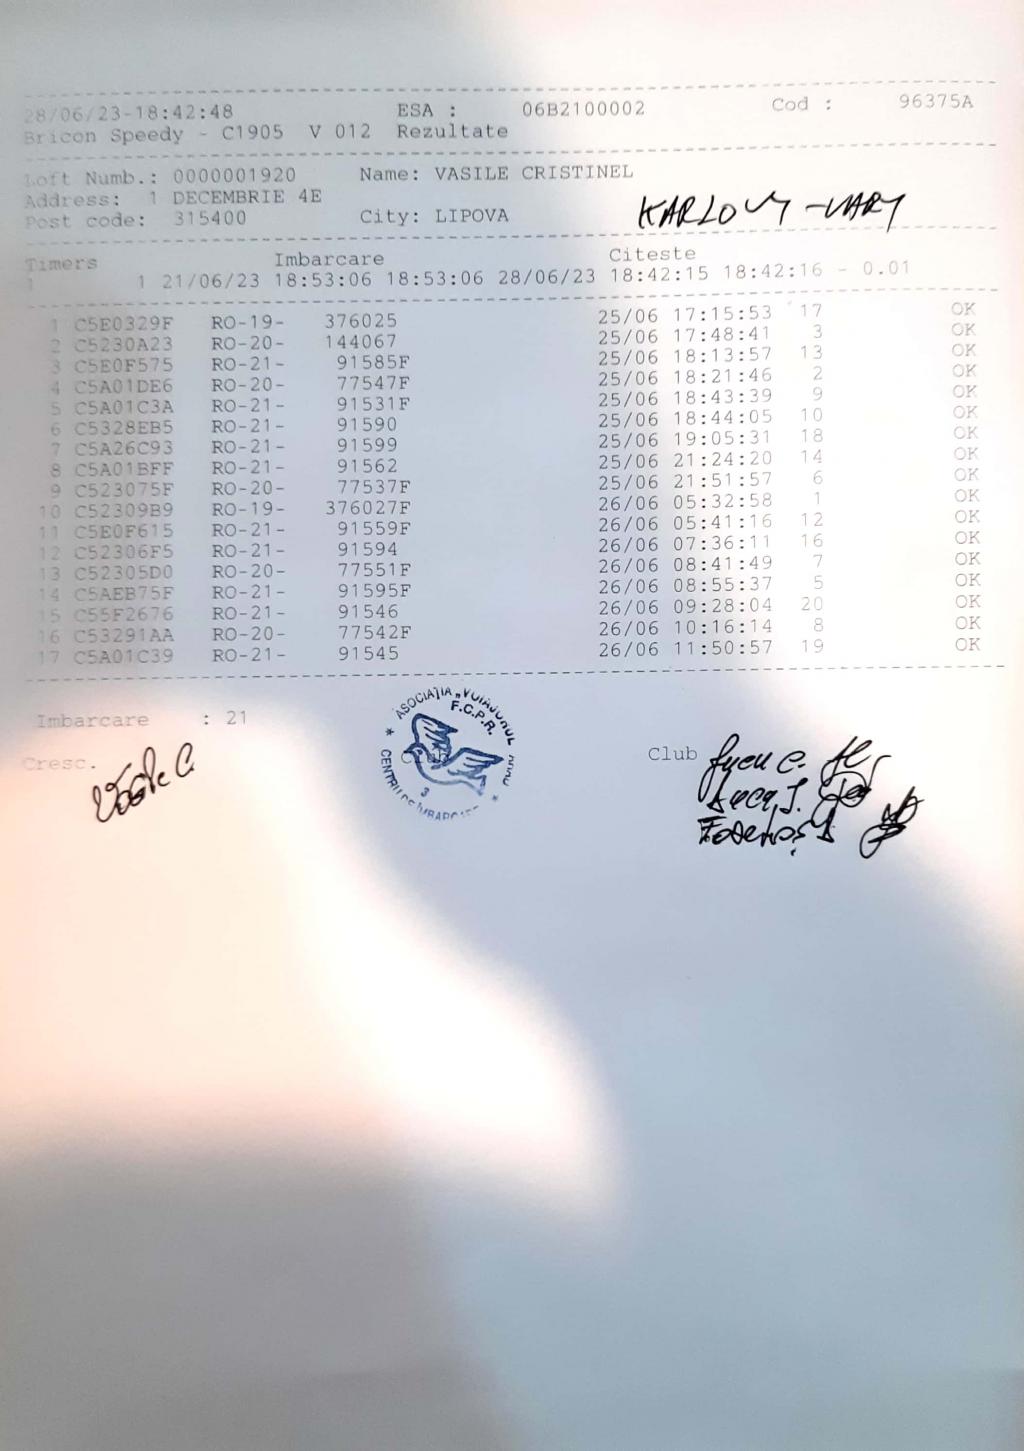 28/06/23-18:42:48 ESA : 06B2100002 Cod : 96375A
Bricon Speedy - C1905 V 012 Rezultate
Loft Numb.: 0000001920 Name: VASILE CRISTINEL
Address: 1 DECEMBRIE 4E
Post code: 315400 City: LIPOVA
KARLOVY-VARY
Timers Imbarcare Citeste
1 1 21/06/23 18:53:06 18:53:06 28/06/23 18:42:15 18:42:16 - 0.01
1 C5E0329F RO-19- 376025 25/06 17:15:53 17 OK
2 C5230A23 RO-20- 144067 25/06 17:48:41 3 OK
3 C5E0F575 RO-21- 91585F 25/06 18:13:57 13 OK
4 C5A01DE6 RO-20- 77547F 25/06 18:21:46 2 OK
5 C5A01C3A RO-21- 91531F 25/06 18:43:39 9 OK
6 C5328EB5 RO-21- 91590 25/06 18:44:05 10 OK
7 C5A26C93 RO-21- 91599 25/06 19:05:31 18 OK
8 C5A01BFF RO-21- 91562 25/06 21:24:20 14 OK
9 C523075F RO-20- 77537F 25/06 21:51:57 6 OK
10 C52309B9 RO-19- 376027F 26/06 05:32:58 1 OK
11 C5E0F615 RO-21- 91559F 26/06 05:41:16 12 OK
12 C52306F5 RO-21- 91594 26/06 07:36:11 16 OK
13 C52305D0 RO-20- 77551F 26/06 08:41:49 7 OK
14 C5AEB75F RO-21- 91595F 26/06 08:55:37 5 OK
15 C55F2676 RO-21- 91546 26/06 09:28:04 20 OK
16 C53291AA RO-20- 77542F 26/06 10:16:14 8 OK
17 C5A01C39 RO-21- 91545 26/06 11:50:57 19 OK
Imbarcare : 21
ASOCIAŢIA „VOIAJORUL
F.C.P.R.
CENTRU DE IMBARCARE
3
Cresc. Club Club
Vasile C.